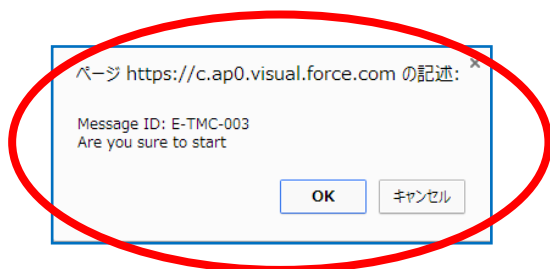 ページ https://c.ap0.visual.force.com の記述:
Message ID: E-TMC-003
Are you sure to start
OK キャンセル